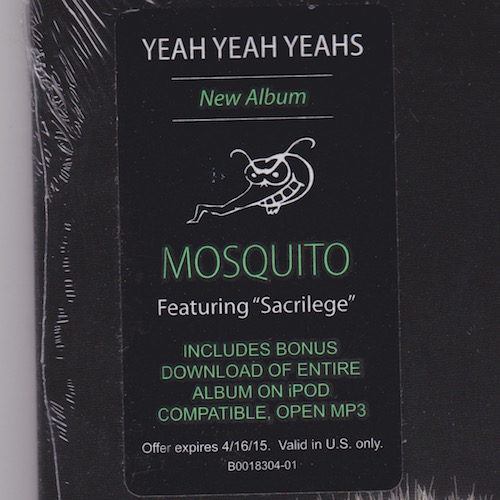 YEAH YEAH YEAHS
New Album
MOSQUITO
Featuring “Sacrilege”
INCLUDES BONUS
DOWNLOAD OF ENTIRE
ALBUM ON iPOD
COMPATIBLE, OPEN MP3
Offer expires 4/16/15. Valid in U.S. only.
B0018304-01